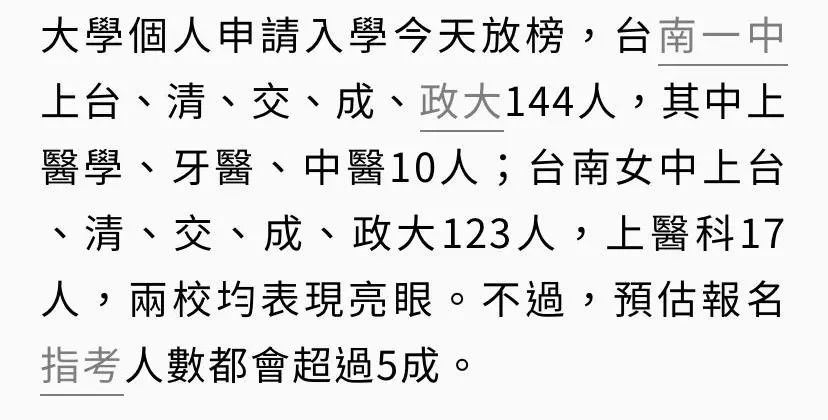 大學個人申請入學今天放榜，台南一中
上台、清、交、成、政大144人，其中上
醫學、牙醫、中醫10人；台南女中上台
、清、交、成、政大123人，上醫科17
人，兩校均表現亮眼。不過，預估報名
指考人數都會超過5成。